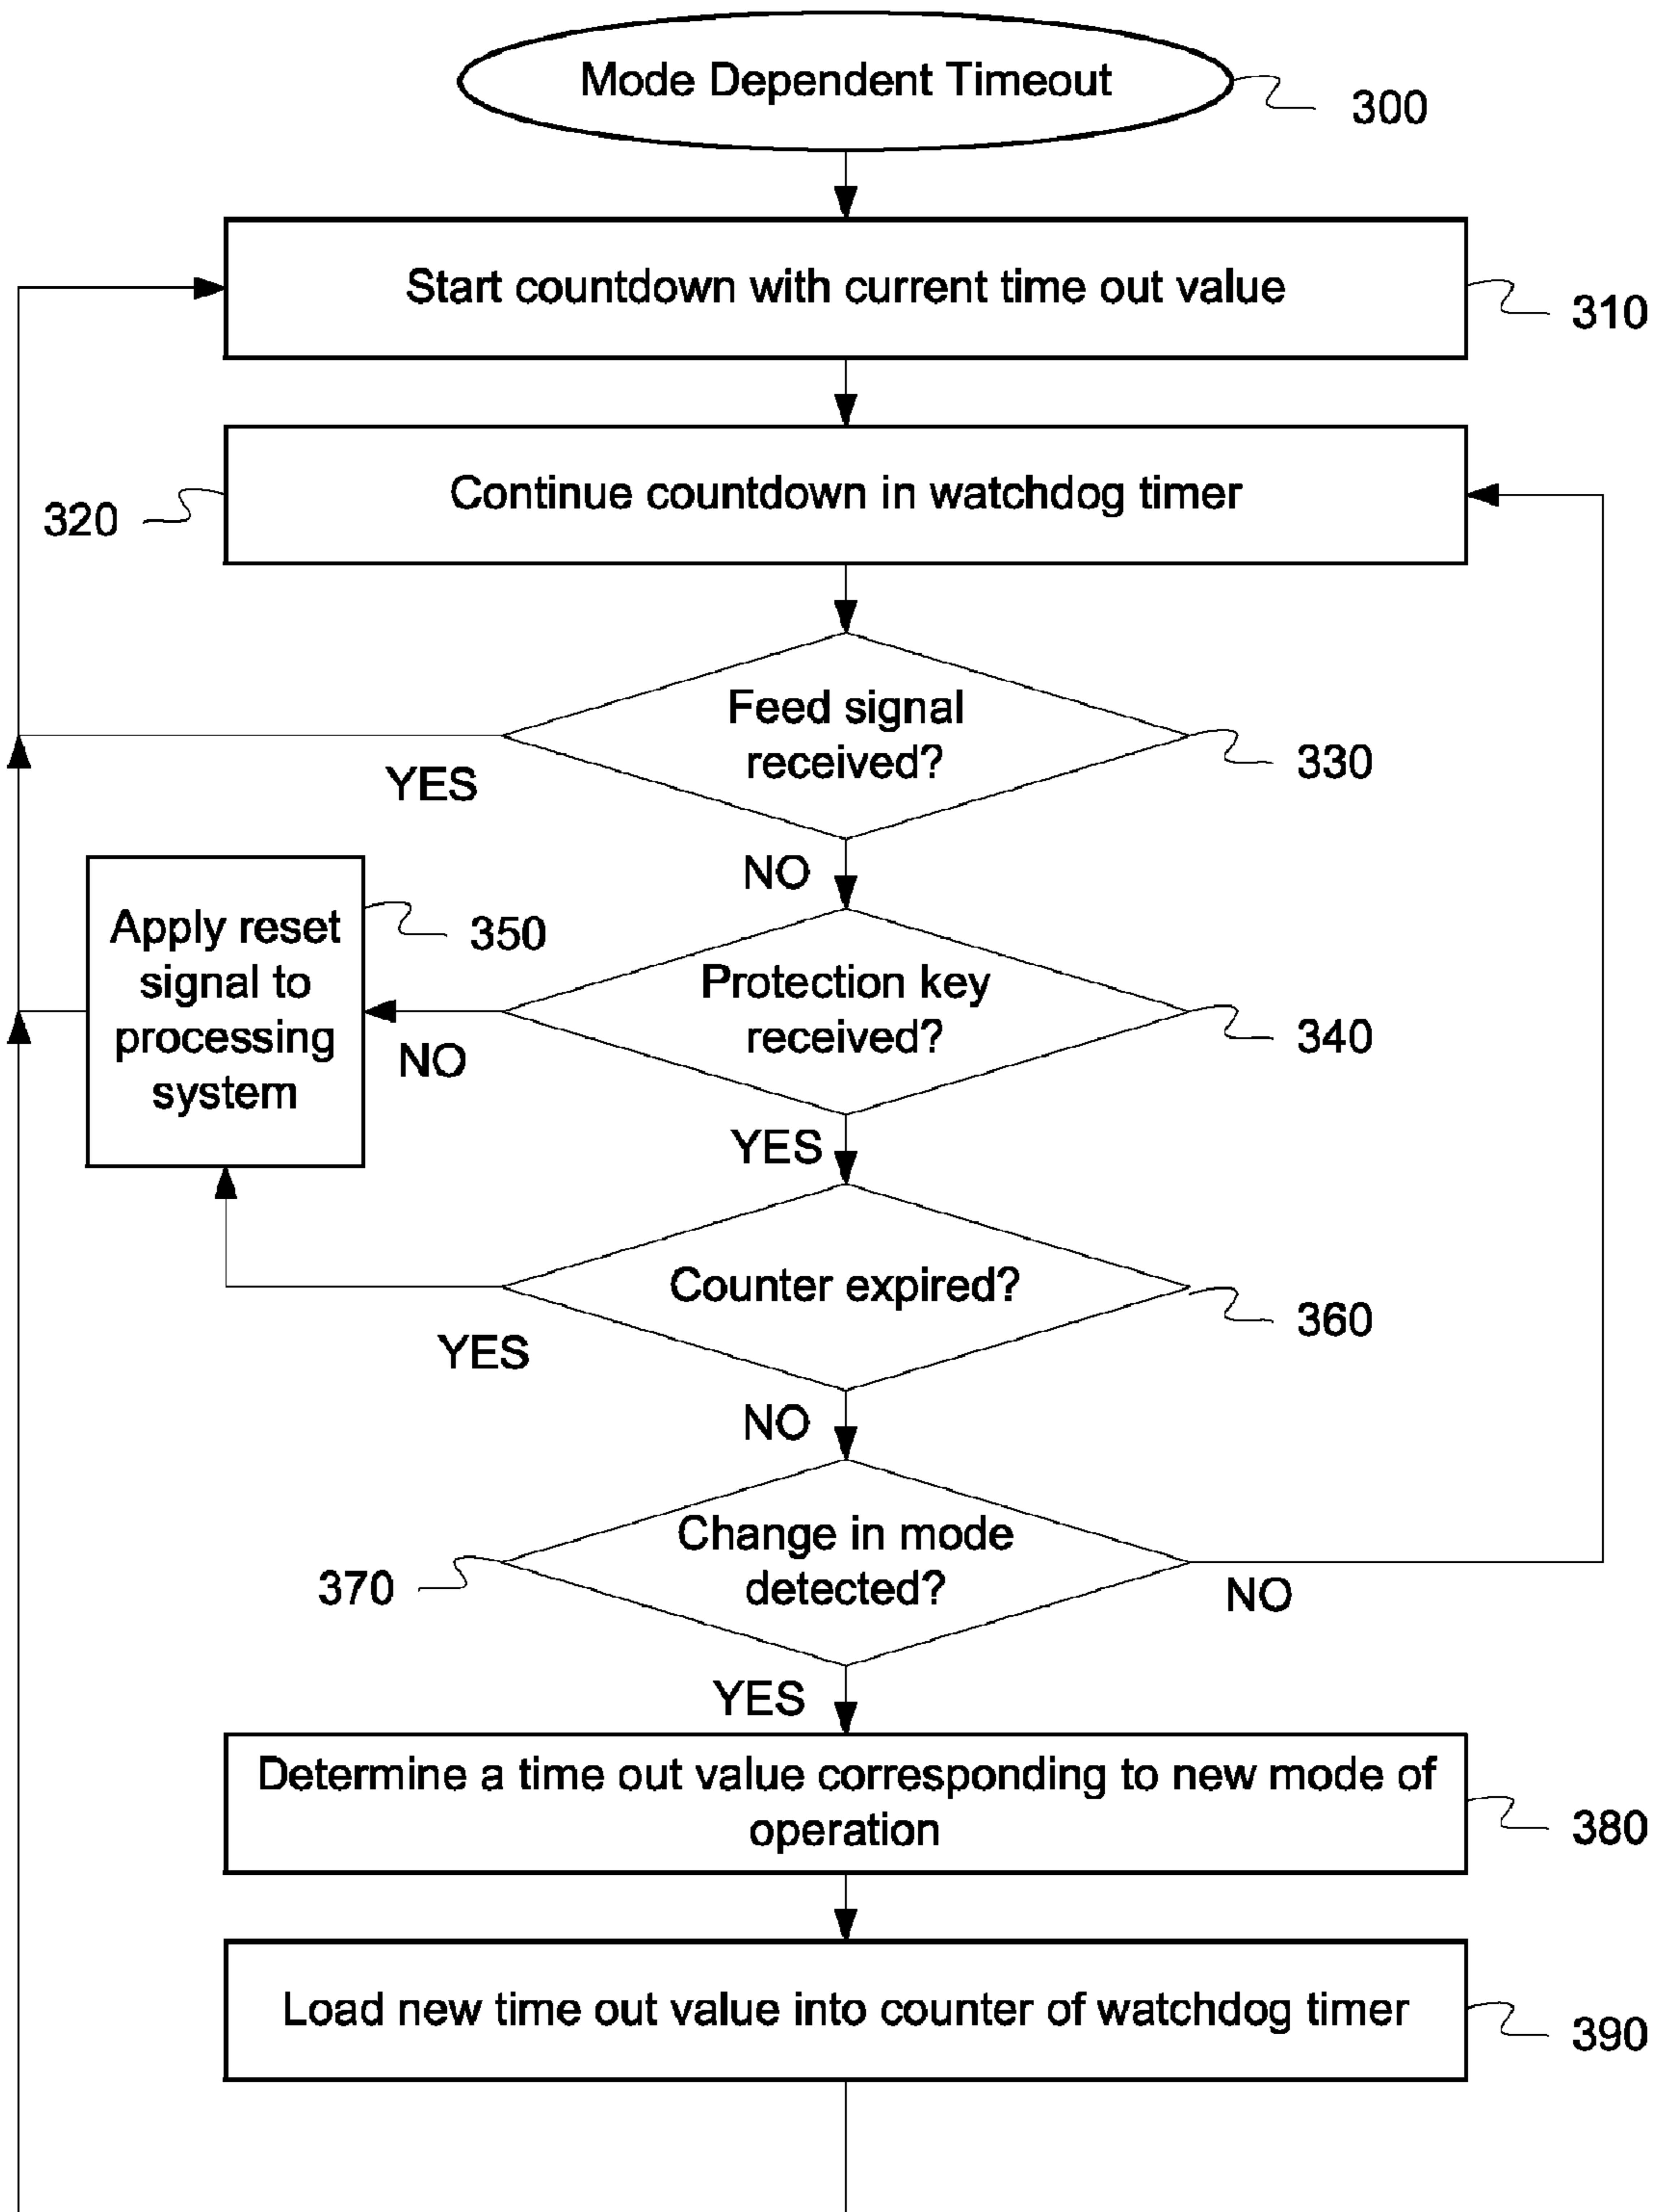 Mode Dependent Timeout
300
Start countdown with current time out value
310
Continue countdown in watchdog timer
320
Feed signal
received?
330
YES
NO
Apply reset
signal to
processing
system
350
Protection key
received?
340
NO
YES
Counter expired?
360
YES
NO
Change in mode
detected?
370
NO
YES
Determine a time out value corresponding to new mode of
operation
380
Load new time out value into counter of watchdog timer
390